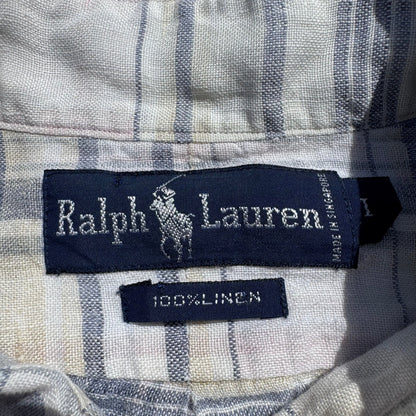 Ralph Lauren
MADE IN SINGAPORE
100% LINEN